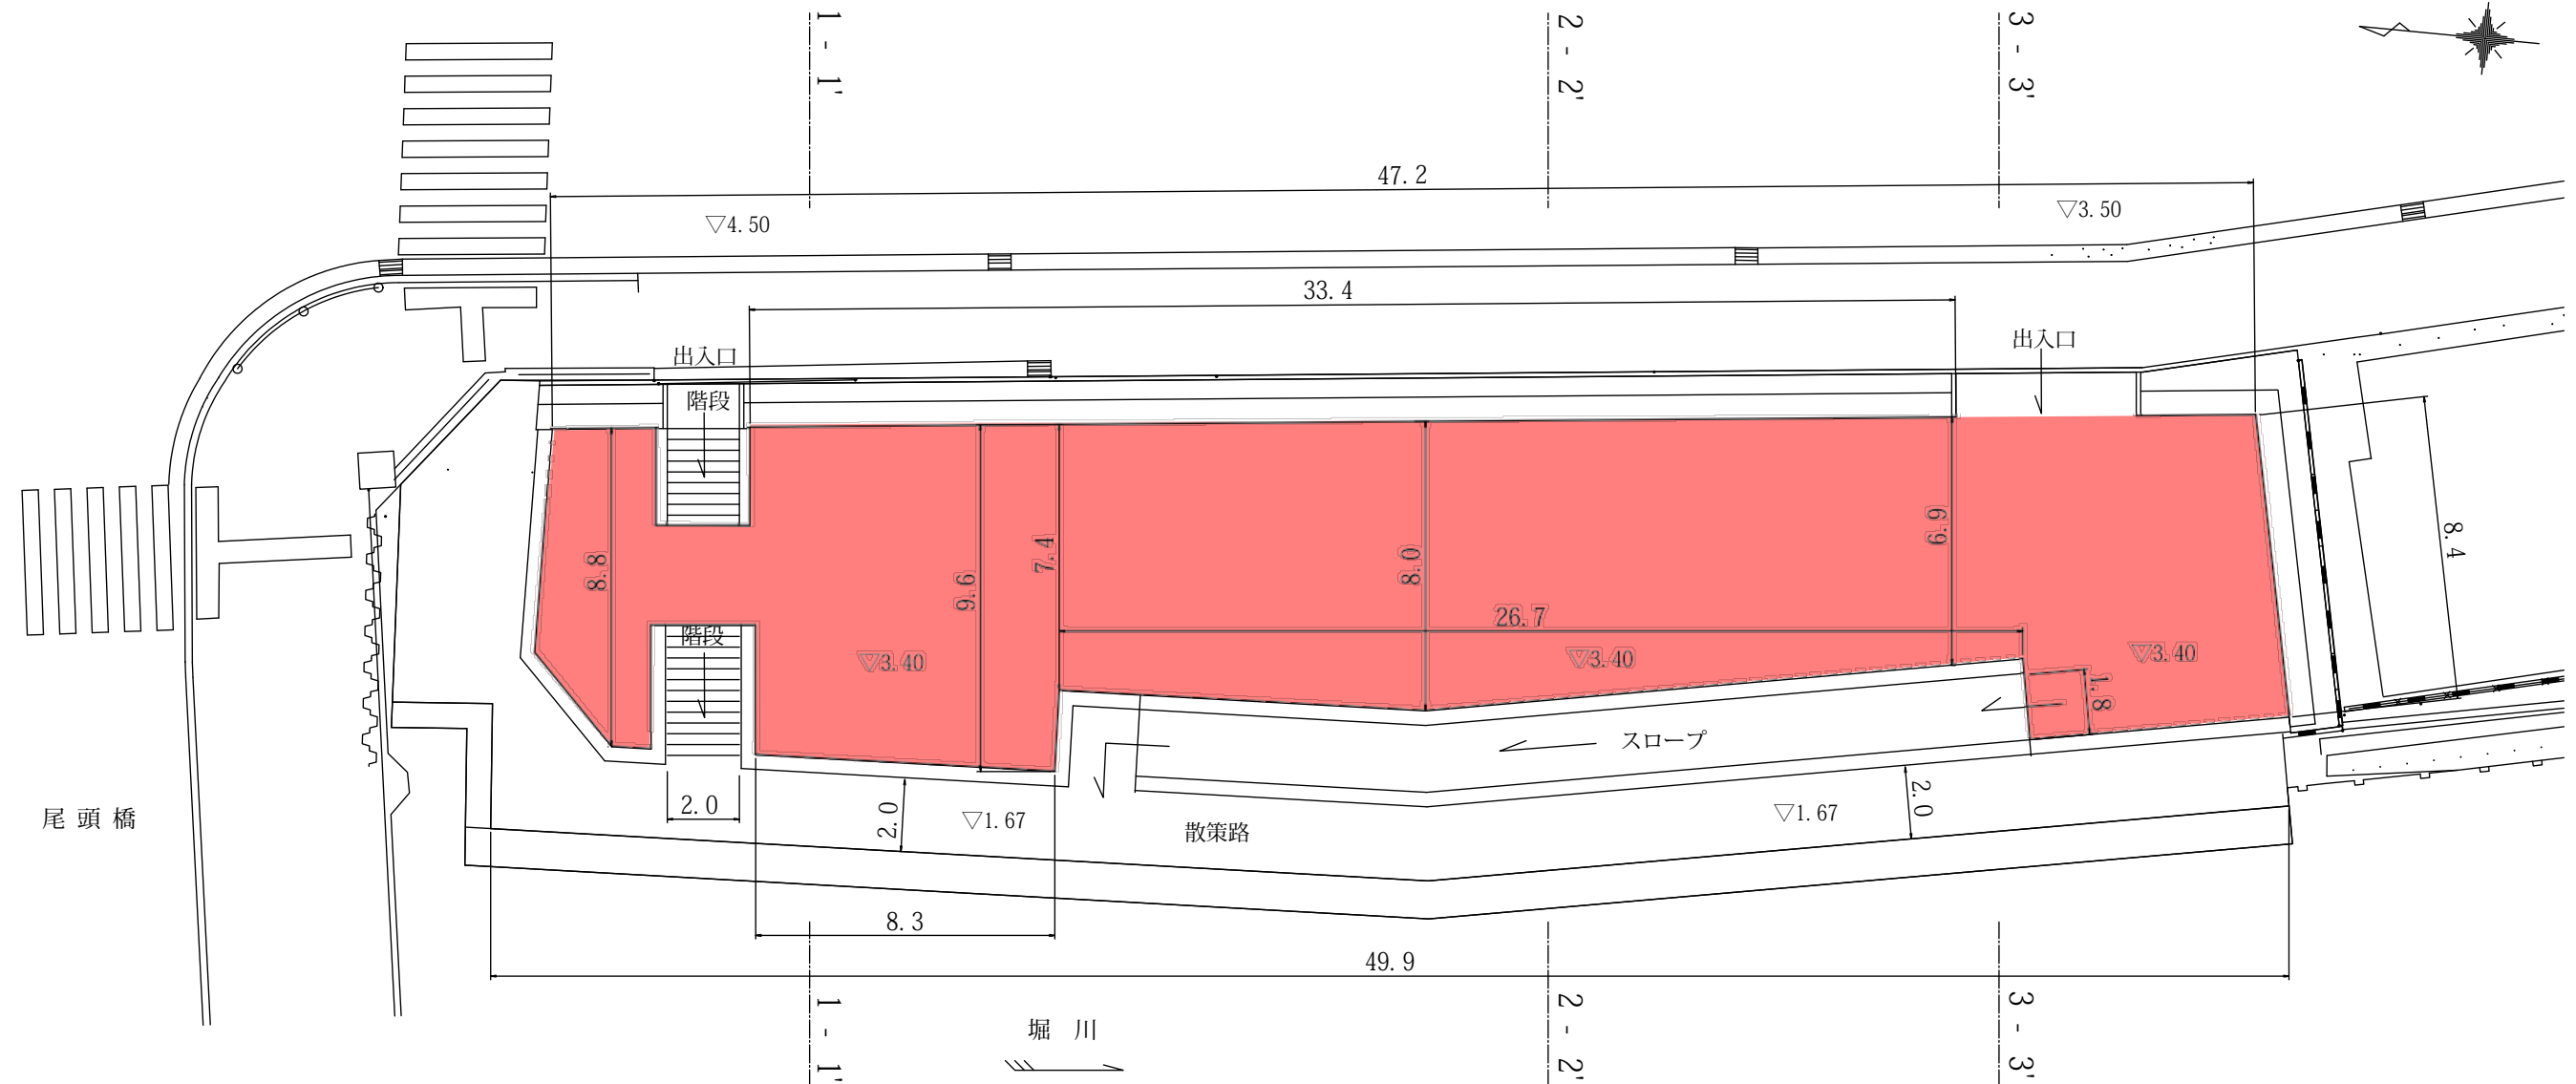 1 - 1'
2 - 2'
3 - 3'
47.2
▽4.50
▽3.50
33.4
出入口
出入口
階段
8.8
9.6
7.4
8.0
6.9
8.4
26.7
階段
▽3.40
▽3.40
▽3.40
1.8
スロープ
2.0
2.0
▽1.67
散策路
▽1.67
2.0
尾頭橋
8.3
49.9
堀川
1 - 1'
2 - 2'
3 - 3'